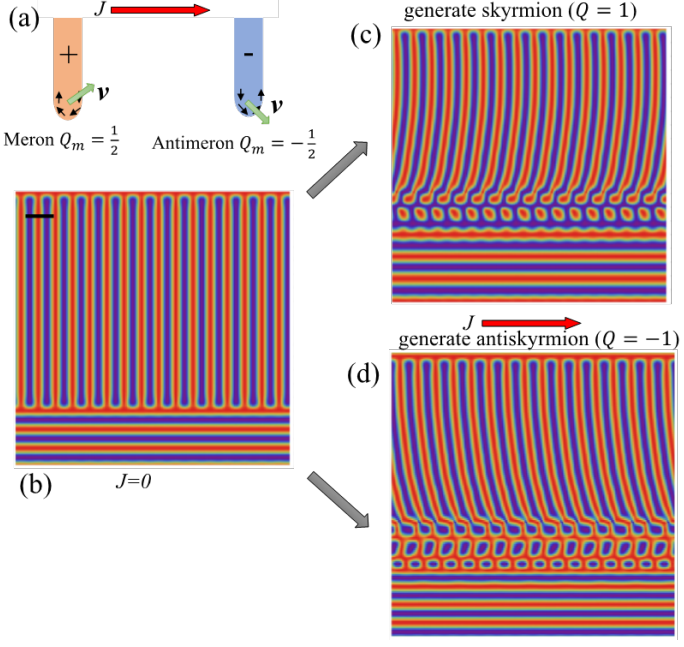 (a)
J
+
-
v
v
Meron Q_m = 1/2
Antimeron Q_m = −1/2
(b)
J=0
generate skyrmion (Q = 1)
(c)
J
generate antiskyrmion (Q = −1)
(d)